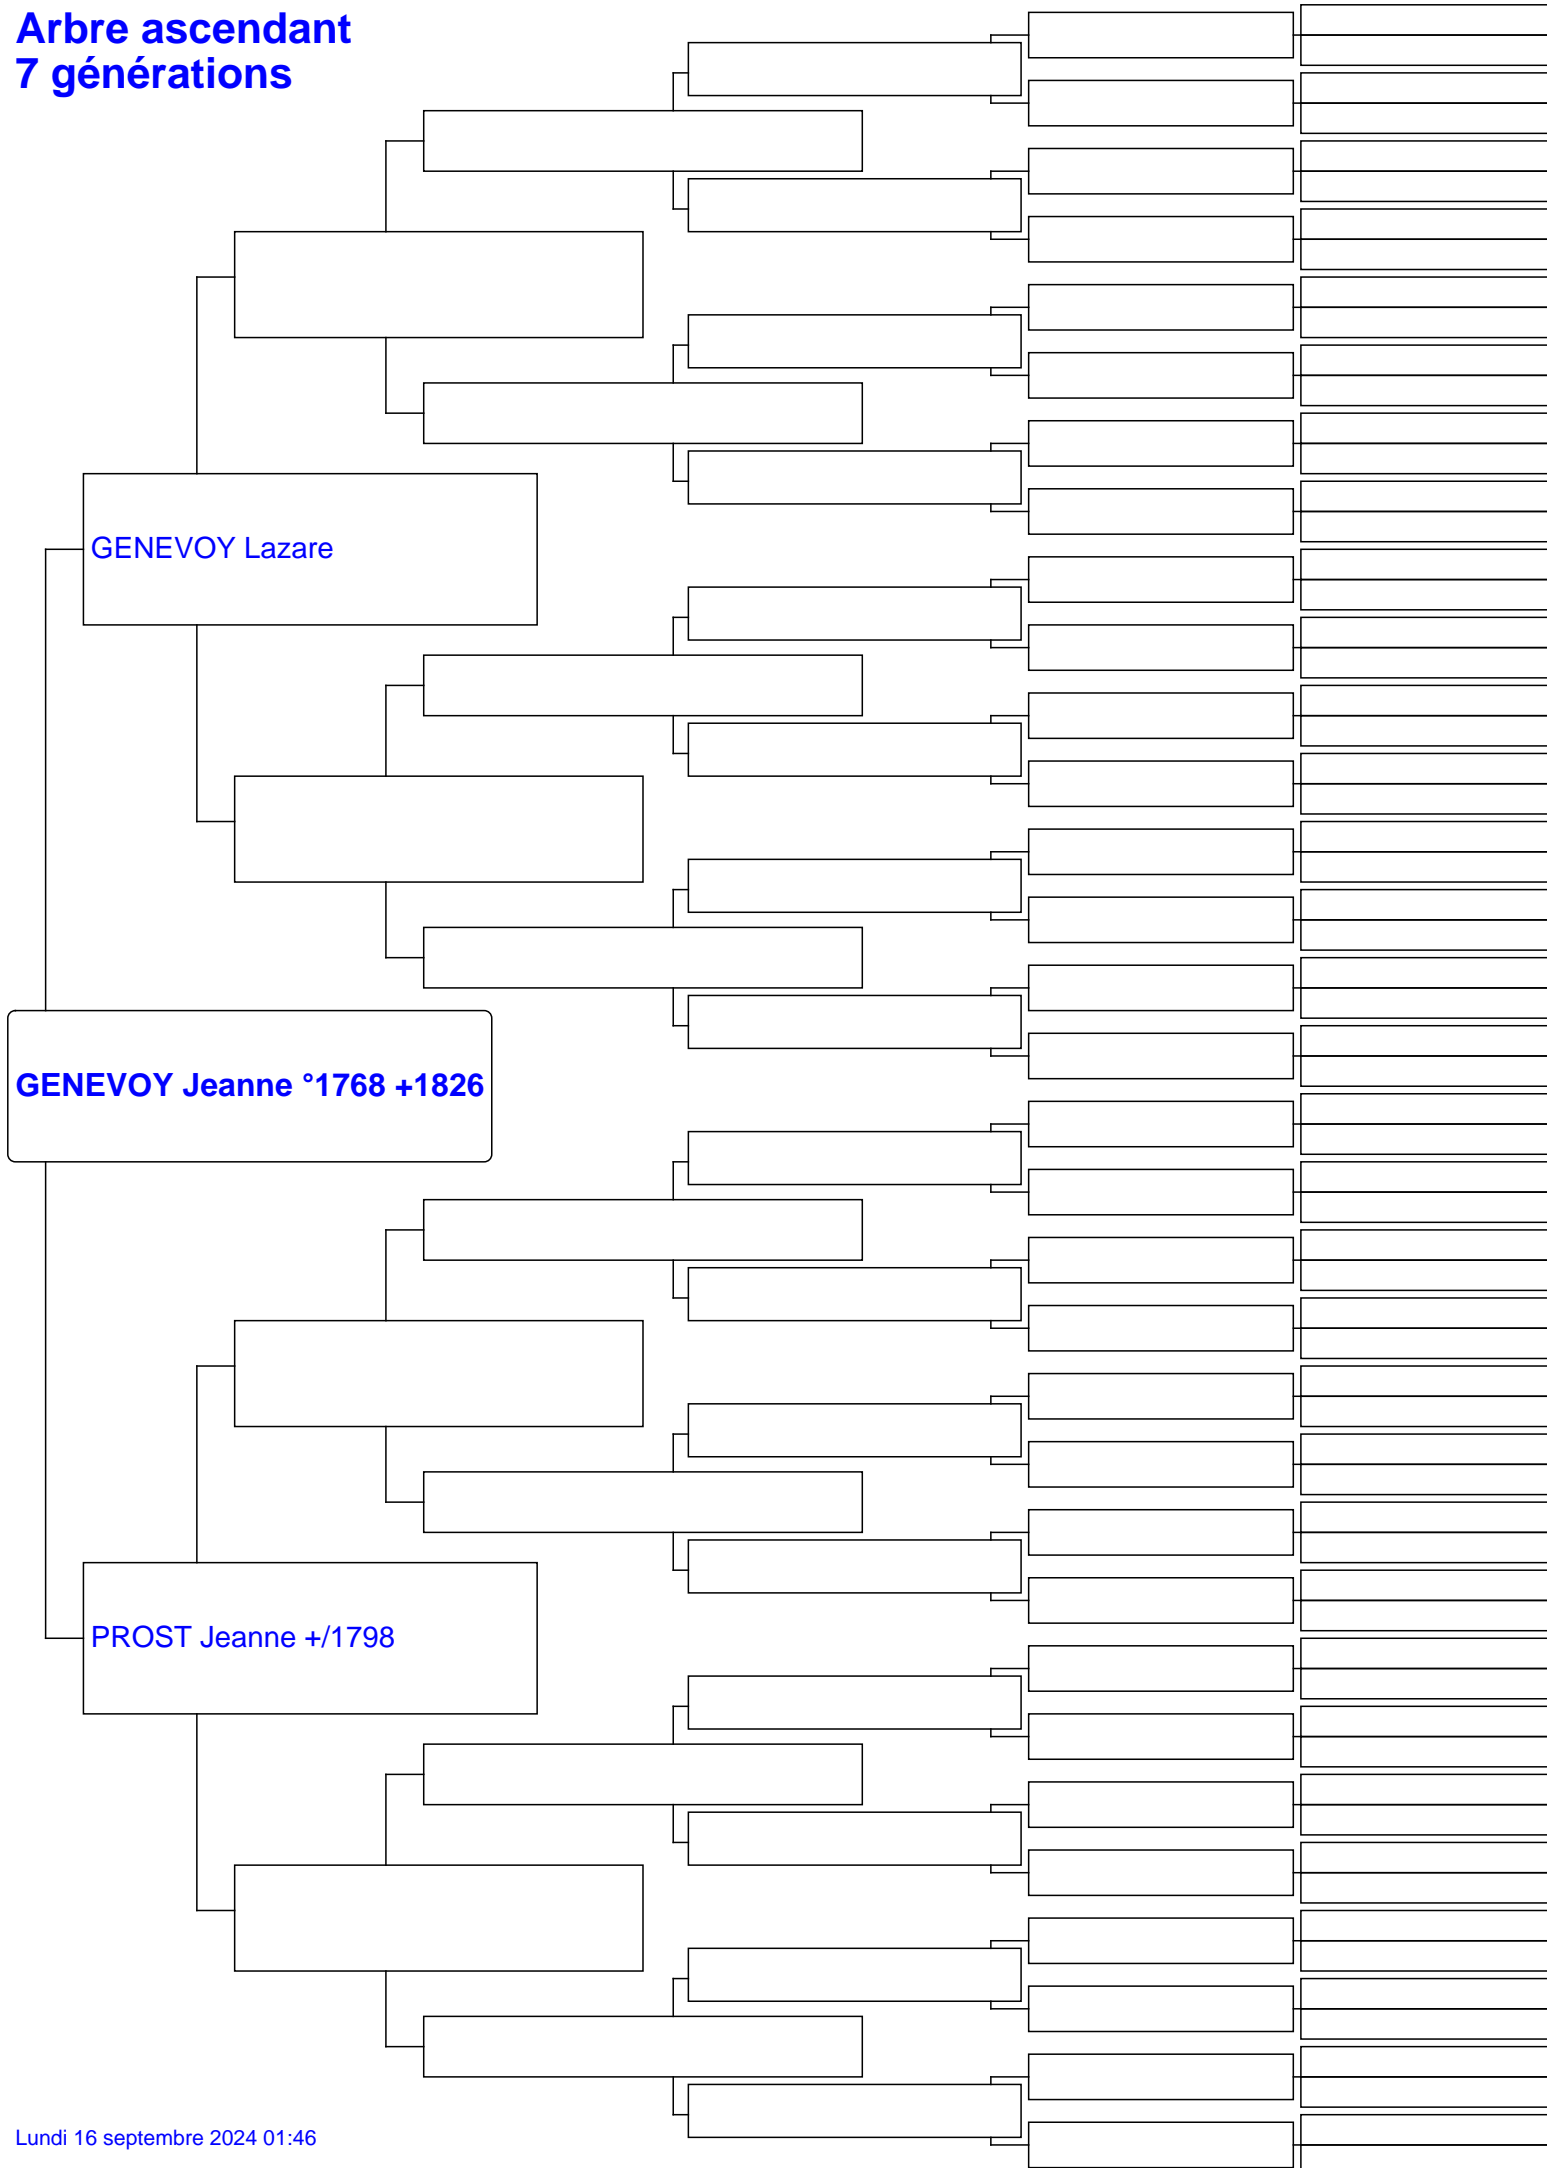 Arbre ascendant
7 générations
GENEVOY Lazare
GENEVOY Jeanne °1768 +1826
PROST Jeanne +/1798
Lundi 16 septembre 2024 01:46